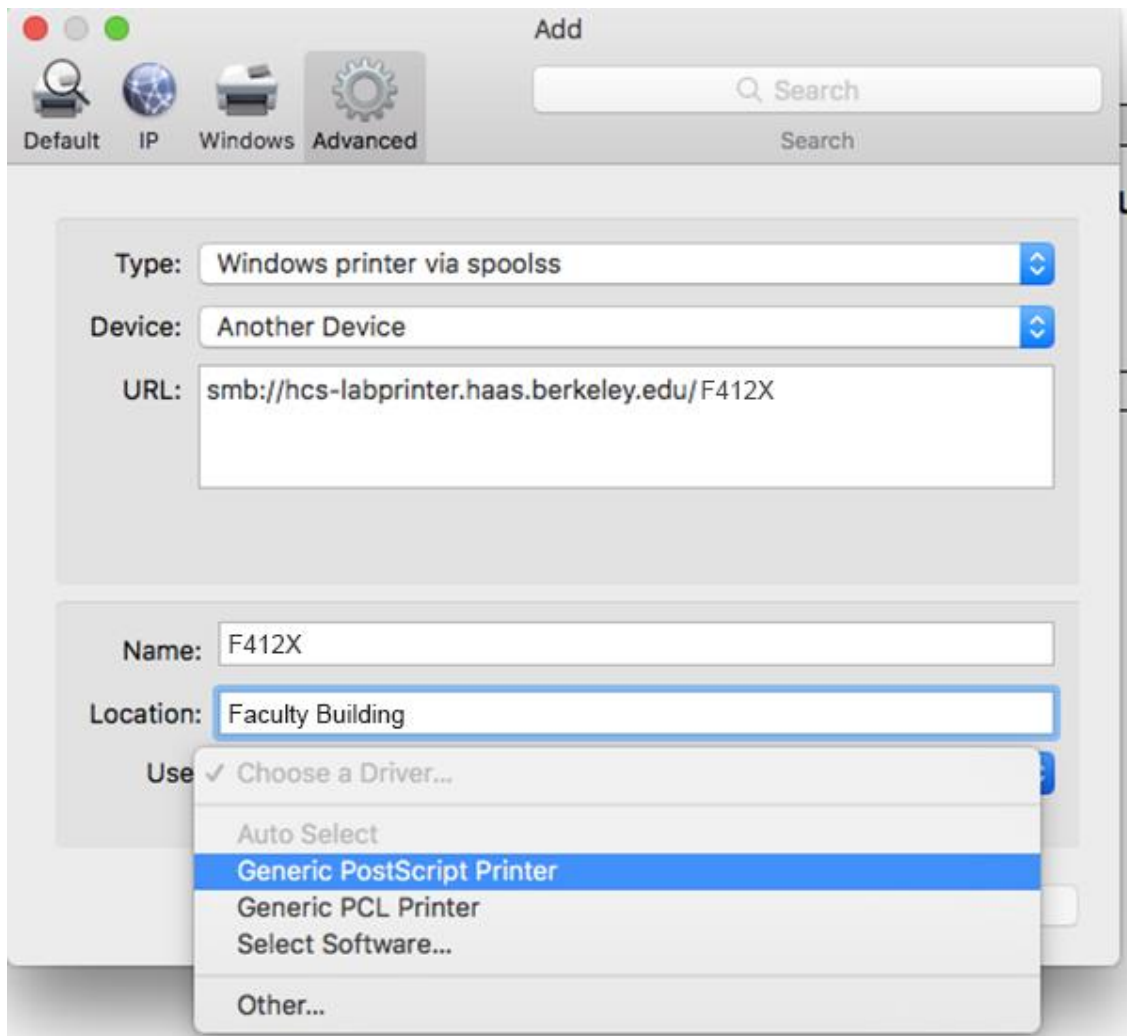 Add
Search
Default IP Windows Advanced
Search
Type: Windows printer via spoolss
Device: Another Device
URL: smb://hcs-labprinter.haas.berkeley.edu/F412X
Name: F412X
Location: Faculty Building
Use ✓ Choose a Driver...
Auto Select
Generic PostScript Printer
Generic PCL Printer
Select Software...
Other...